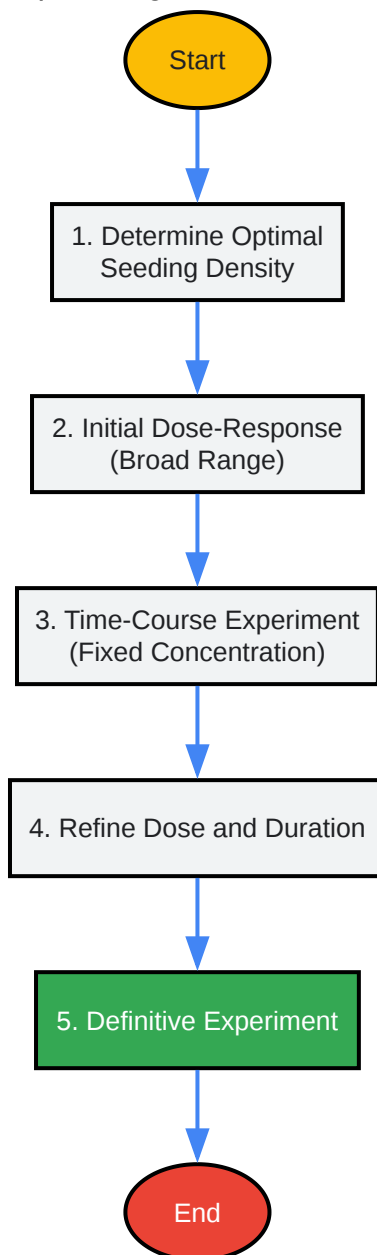 Start
1. Determine Optimal
Seeding Density
2. Initial Dose-Response
(Broad Range)
3. Time-Course Experiment
(Fixed Concentration)
4. Refine Dose and Duration
5. Definitive Experiment
End